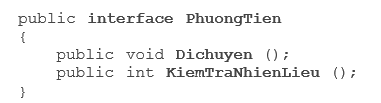 public interface PhuongTien
{
    public void Dichuyen ();
    public int KiemTraNhienLieu ();
}